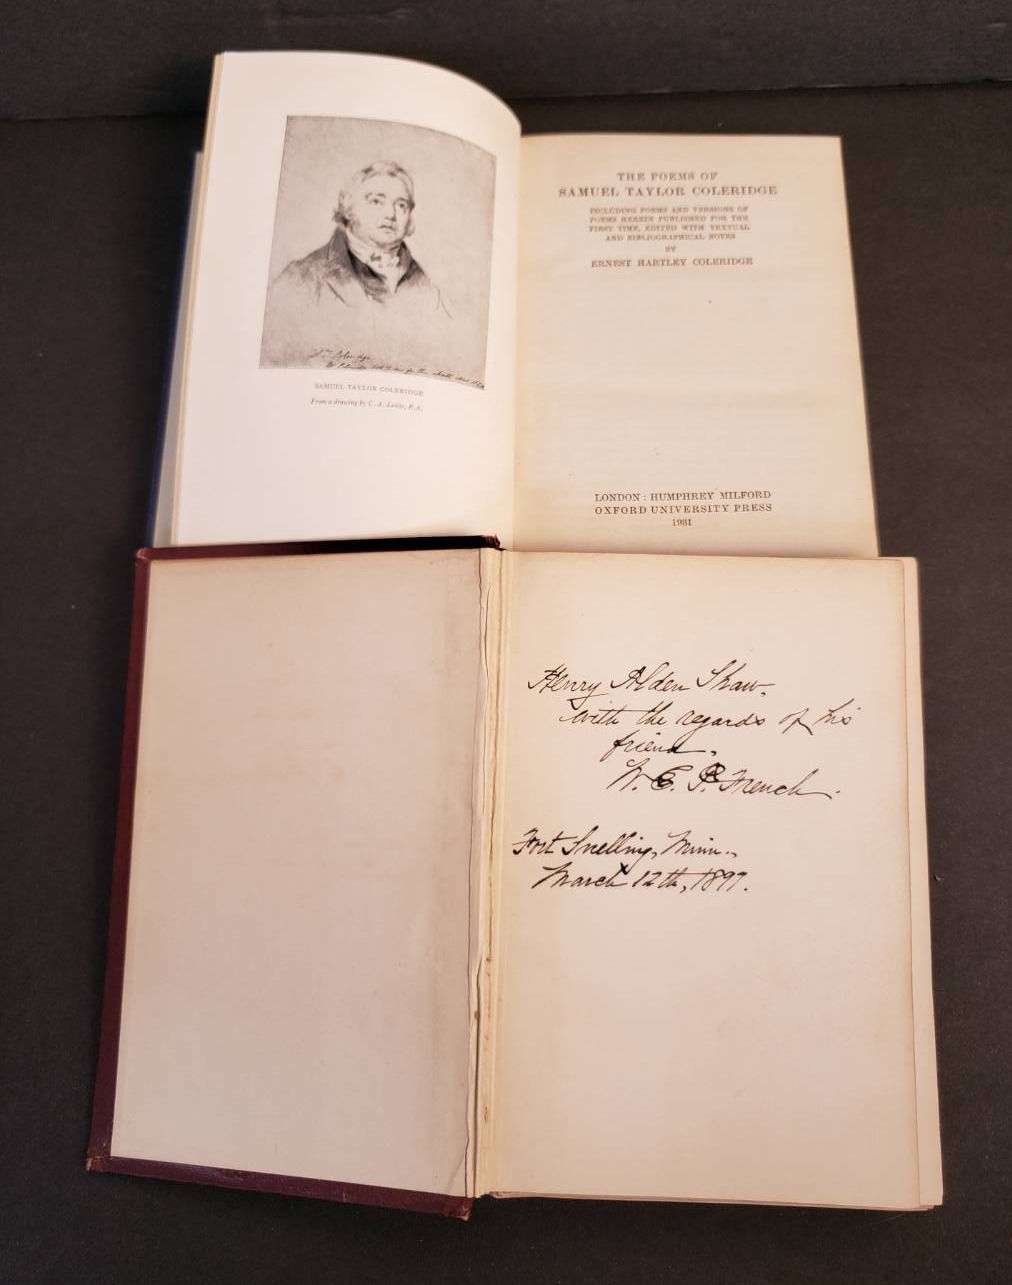 SAMUEL TAYLOR COLERIDGE
From a drawing by C. A. Leslie, R.A.
THE POEMS OF
SAMUEL TAYLOR COLERIDGE
INCLUDING POEMS AND VERSIONS OF
POEMS HEREIN PUBLISHED FOR THE
FIRST TIME, EDITED WITH TEXTUAL
AND BIBLIOGRAPHICAL NOTES
BY
ERNEST HARTLEY COLERIDGE
LONDON : HUMPHREY MILFORD
OXFORD UNIVERSITY PRESS
1931
Henry Alden Shaw,
with the regards of his
friend,
W. E. P. French.
Fort Snelling, Minn.,
March 12th, 1897.